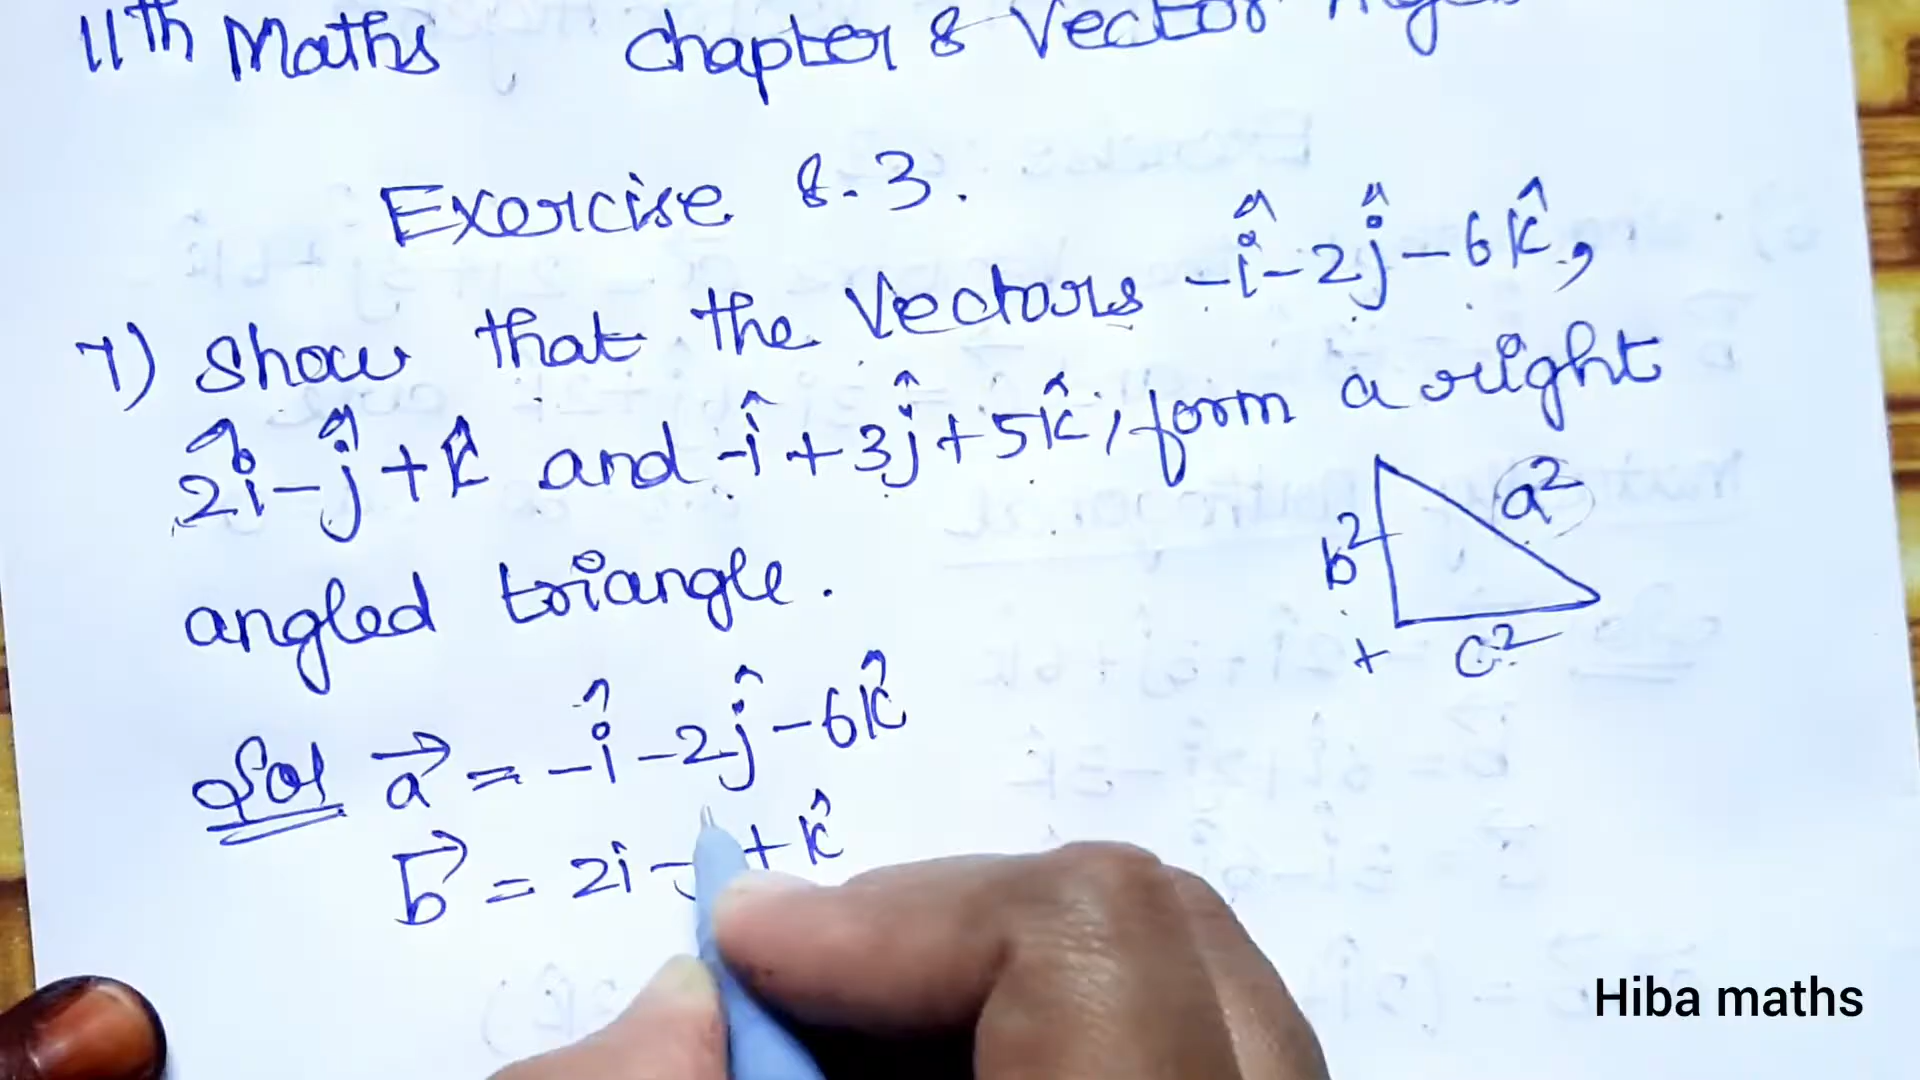 11th Maths chapter 8 Vector
Exercise 8.3.
7) Show that the Vectors -î-2ĵ-6k̂,
2î-ĵ+k̂ and -î+3ĵ+5k̂, form a right
angled triangle.
a²
b²
+ c²
Sol a⃗ = -î-2ĵ-6k̂
b⃗ = 2i - +k̂
Hiba maths